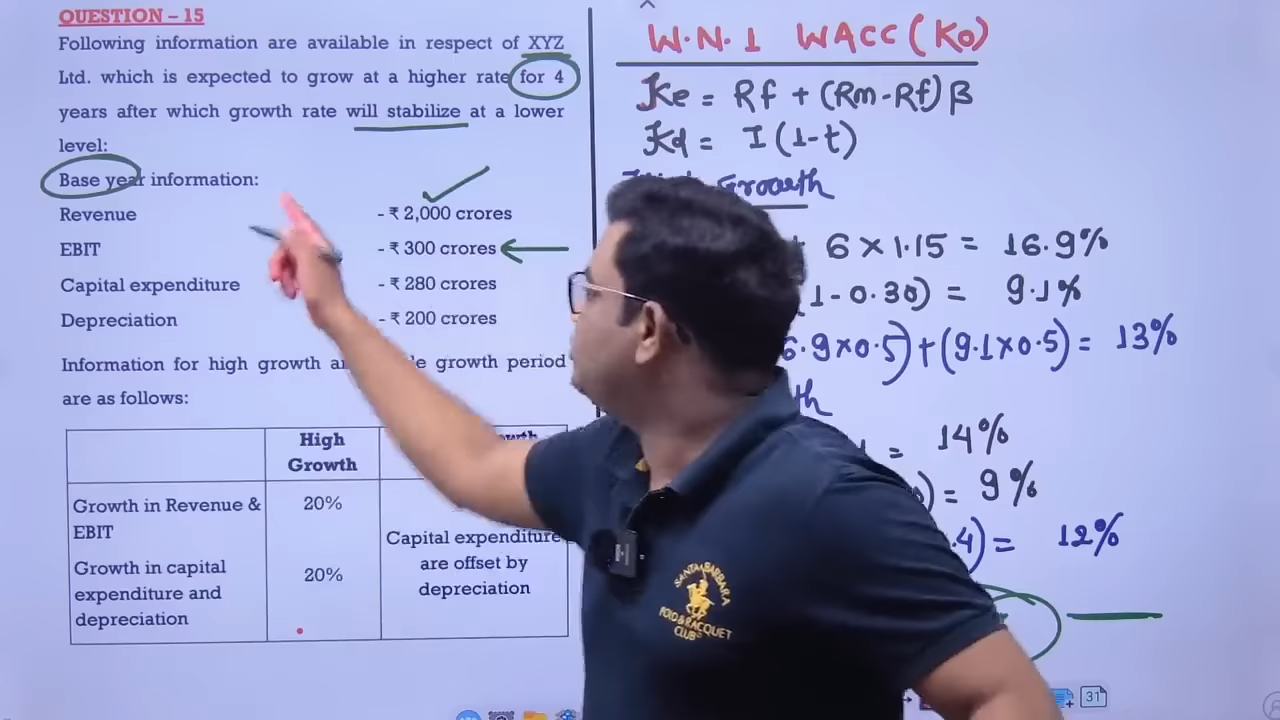 QUESTION – 15
Following information are available in respect of XYZ
Ltd. which is expected to grow at a higher rate for 4
years after which growth rate will stabilize at a lower
level:
Base year information:
Revenue - ₹ 2,000 crores
EBIT - ₹ 300 crores
Capital expenditure - ₹ 280 crores
Depreciation - ₹ 200 crores
Information for high growth growth period
are as follows:
High
Growth
Growth in Revenue &
EBIT
20%
Growth in capital
expenditure and
depreciation
20%
Capital expenditure
are offset by
depreciation
W.N.1 WACC (Ko)
Ke = Rf + (Rm-Rf) β
Kd = I (1-t)
Growth
6 x 1.15 = 16.9%
(1-0.30) = 9.1%
6.9x0.5) + (9.1x0.5) = 13%
= 14%
) = 9%
.4) = 12%
SANTA BARBARA
POLO & RACQUET
CLUB
31